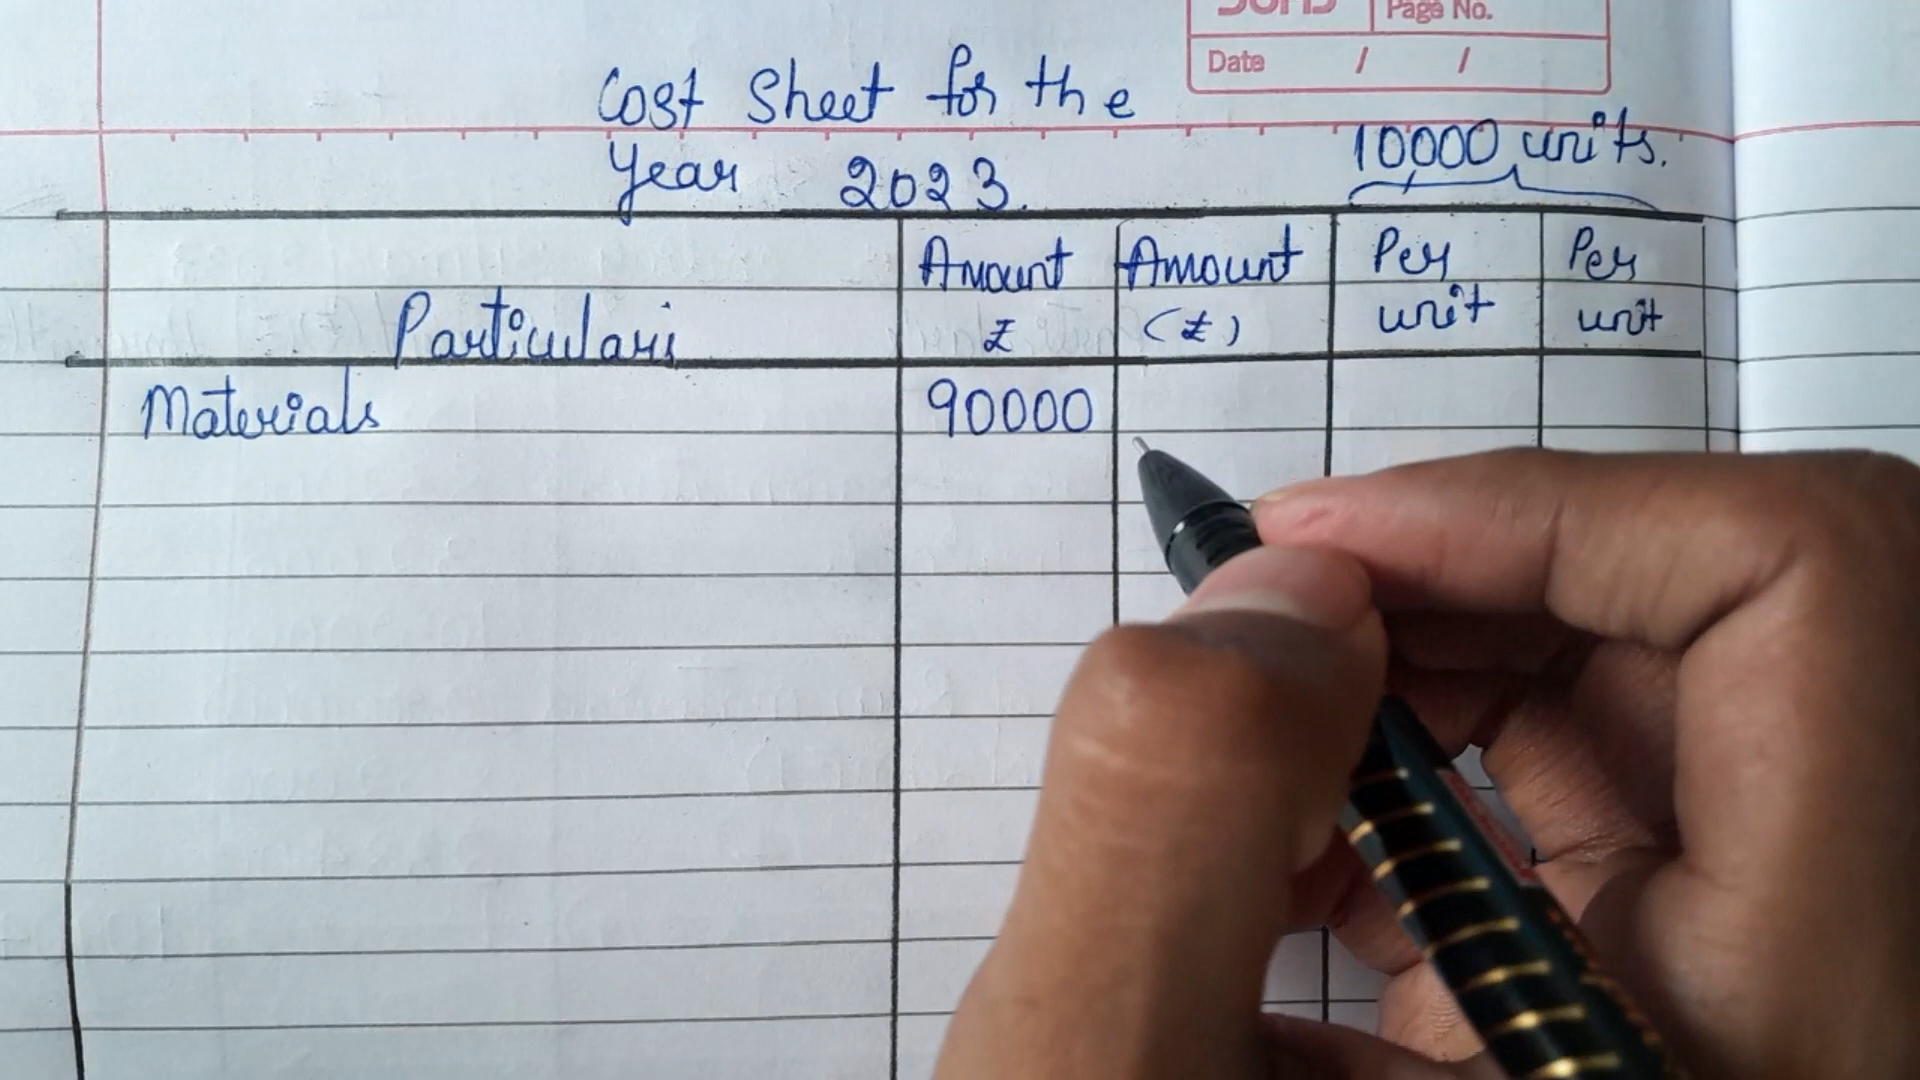 Page No.
Date / /
Cost Sheet for the
Year 2023.
10000 units.
Particulars
Amount ₹
Amount (₹)
Per unit
Per unit
Materials 90000